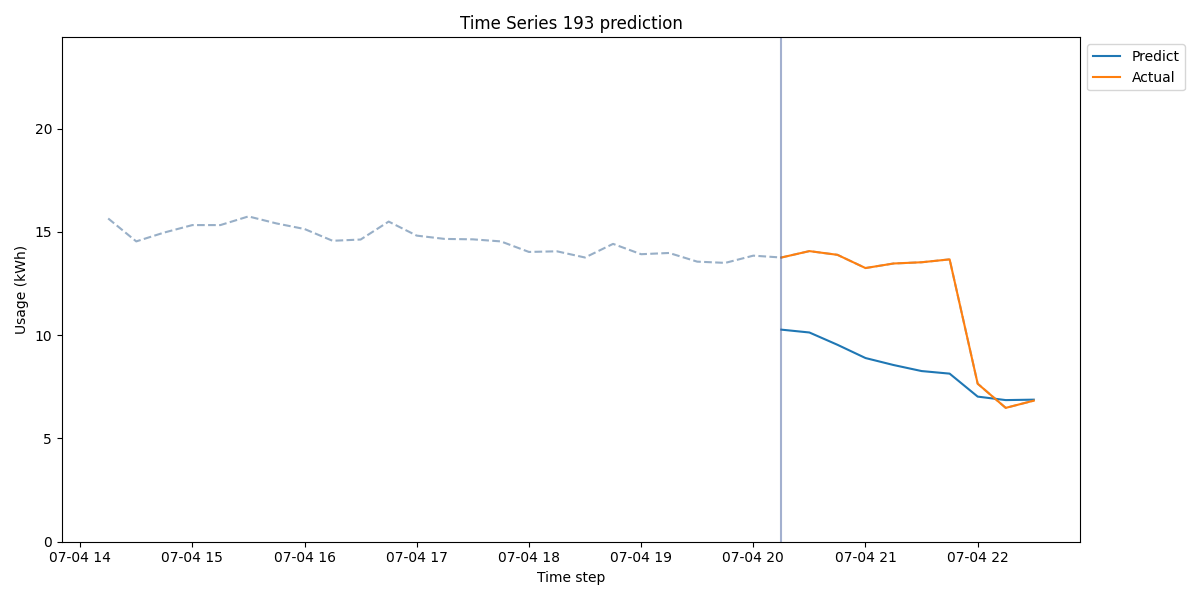 Time Series 193 prediction
Predict
Actual
20
15
10
5
0
Usage (kWh)
07-04 14 07-04 15 07-04 16 07-04 17 07-04 18 07-04 19 07-04 20 07-04 21 07-04 22
Time step